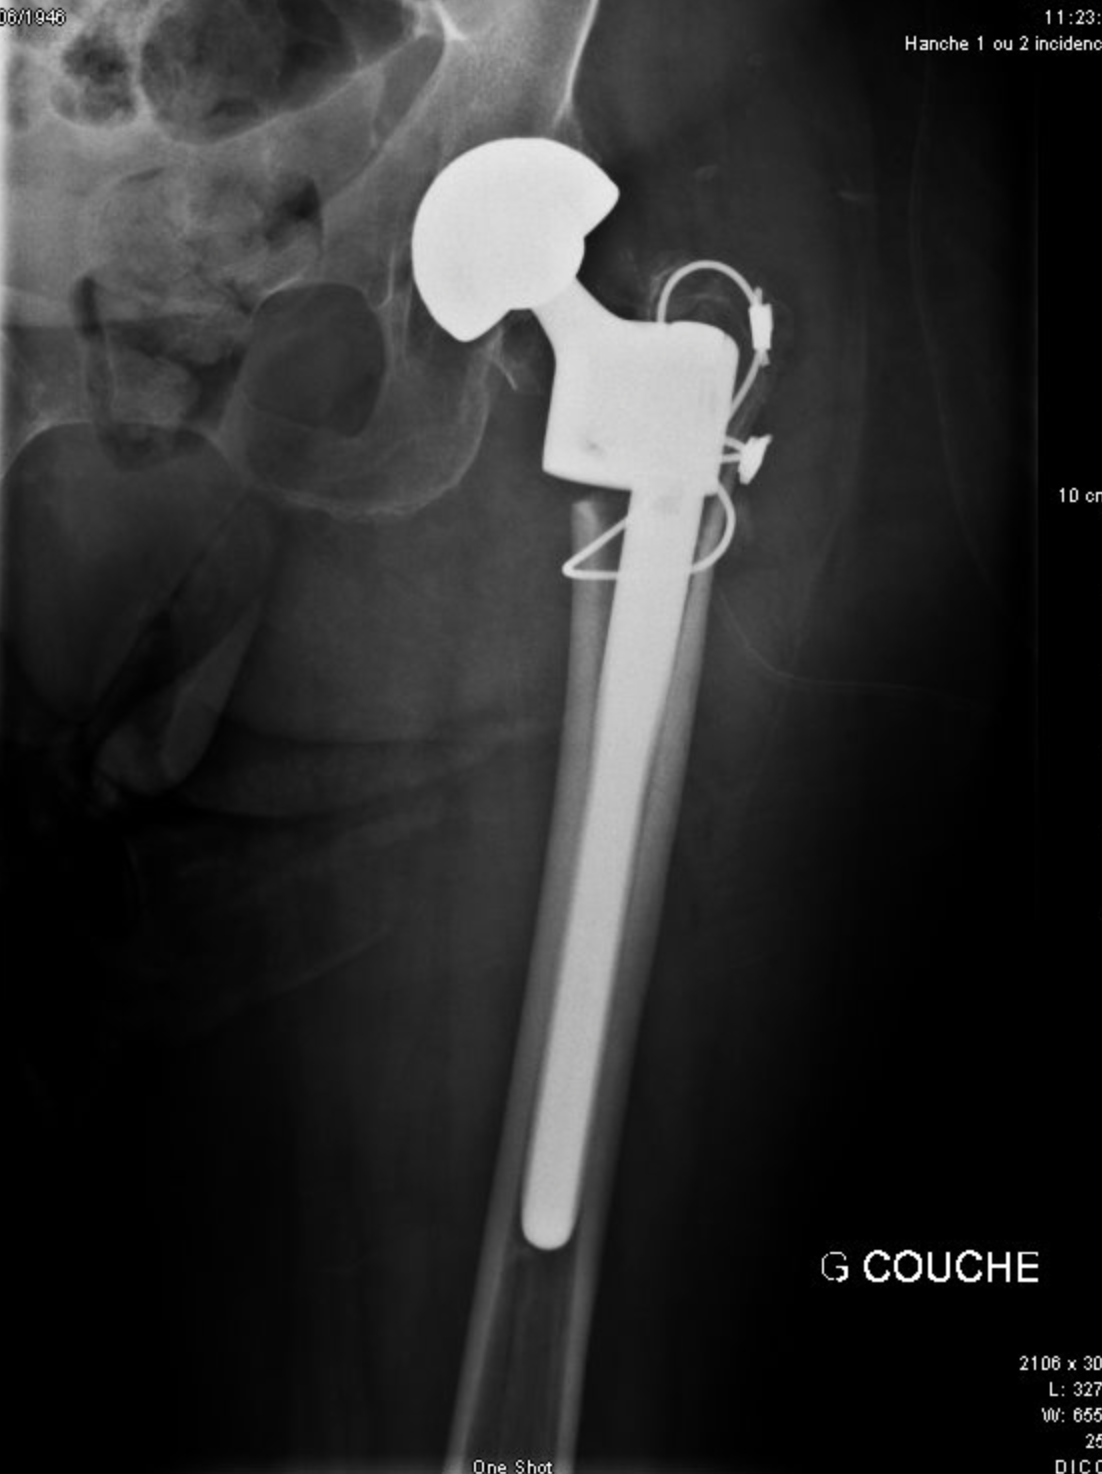 06/1946
11:23:
Hanche 1 ou 2 incidenc
10 cm
G COUCHE
2106 x 30
L: 327
W: 655
25
DICO
One Shot